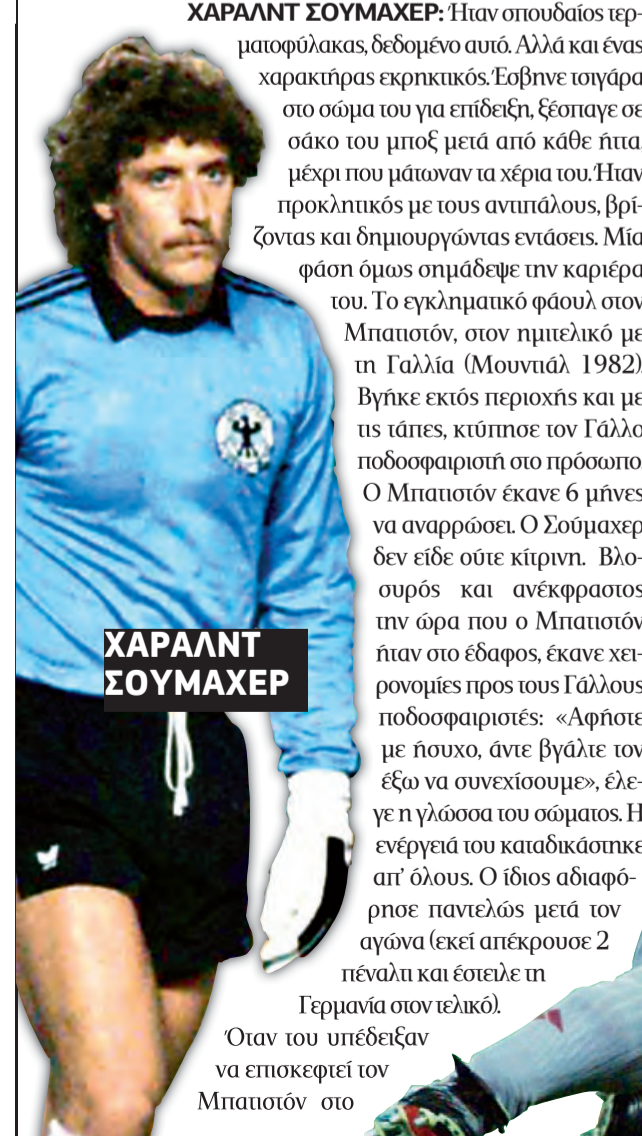 ΧΑΡΑΛΝΤ ΣΟΥΜΑΧΕΡ: Ήταν σπουδαίος τερ-
ματοφύλακας, δεδομένο αυτό. Αλλά και ένας
χαρακτήρας εκρηκτικός. Έσβηνε τσιγάρα
στο σώμα του για επίδειξη, ξέσπαγε σε
σάκο του μποξ μετά από κάθε ήττα,
μέχρι που μάτωναν τα χέρια του. Ήταν
προκλητικός με τους αντιπάλους, βρί-
ζοντας και δημιουργώντας εντάσεις. Μία
φάση όμως σημάδεψε την καριέρα
του. Το εγκληματικό φάουλ στον
Μπατιστόν, στον ημιτελικό με
τη Γαλλία (Μουντιάλ 1982).
Βγήκε εκτός περιοχής και με
τις τάπες, κτύπησε τον Γάλλο
ποδοσφαιριστή στο πρόσωπο.
Ο Μπατιστόν έκανε 6 μήνες
να αναρρώσει. Ο Σούμαχερ
δεν είδε ούτε κίτρινη. Βλο-
συρός και ανέκφραστος
την ώρα που ο Μπατιστόν
ήταν στο έδαφος, έκανε χει-
ρονομίες προς τους Γάλλους
ποδοσφαιριστές: «Αφήστε
με ήσυχο, άντε βγάλτε τον
έξω να συνεχίσουμε», έλε-
γε η γλώσσα του σώματος. Η
ενέργειά του καταδικάστηκε
απ' όλους. Ο ίδιος αδιαφό-
ρησε παντελώς μετά τον
αγώνα (εκεί απέκρουσε 2
πέναλτι και έστειλε τη
Γερμανία στον τελικό).
Όταν του υπέδειξαν
να επισκεφτεί τον
Μπατιστόν στο
ΧΑΡΑΛΝΤ
ΣΟΥΜΑΧΕΡ